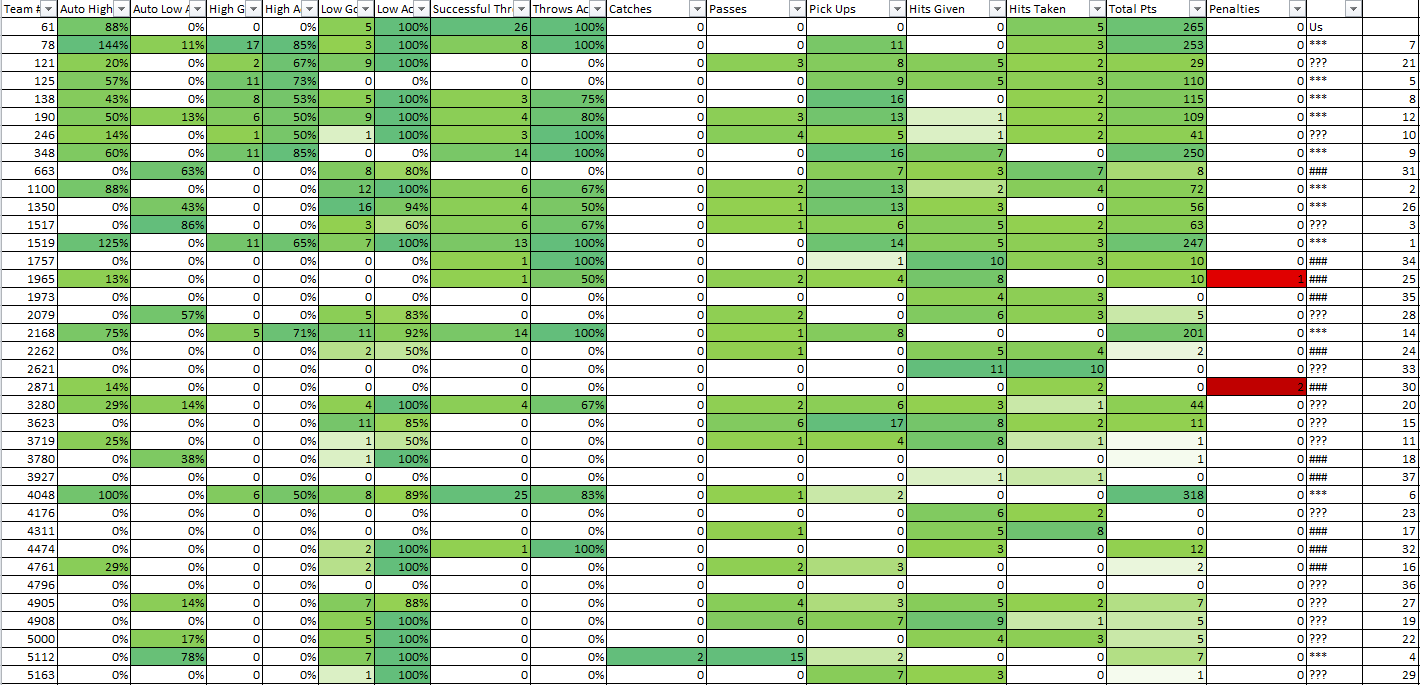 Team # Auto High Auto Low A High G High A Low Go Low Ac Successful Thr Throws Ac Catches Passes Pick Ups Hits Given Hits Taken Total Pts Penalties
61 88% 0% 0 0% 5 100% 26 100% 0 0 0 0 5 265 0 Us
78 144% 11% 17 85% 3 100% 8 100% 0 0 11 0 3 253 0 *** 7
121 20% 0% 2 67% 9 100% 0 0% 0 3 8 5 2 29 0 ??? 21
125 57% 0% 11 73% 0 0% 0 0% 0 0 9 5 3 110 0 *** 5
138 43% 0% 8 53% 5 100% 3 75% 0 0 16 0 2 115 0 *** 8
190 50% 13% 6 50% 9 100% 4 80% 0 3 13 1 2 109 0 *** 12
246 14% 0% 1 50% 1 100% 3 100% 0 4 5 1 2 41 0 ??? 10
348 60% 0% 11 85% 0 0% 14 100% 0 0 16 7 0 250 0 *** 9
663 0% 63% 0 0% 8 80% 0 0% 0 0 7 3 7 8 0 ### 31
1100 88% 0% 0 0% 12 100% 6 67% 0 2 13 2 4 72 0 *** 2
1350 0% 43% 0 0% 16 94% 4 50% 0 1 13 3 0 56 0 *** 26
1517 0% 86% 0 0% 3 60% 6 67% 0 1 6 5 2 63 0 ??? 3
1519 125% 0% 11 65% 7 100% 13 100% 0 0 14 5 3 247 0 *** 1
1757 0% 0% 0 0% 0 0% 1 100% 0 0 1 10 3 10 0 ### 34
1965 13% 0% 0 0% 0 0% 1 50% 0 2 4 8 0 10 1 ### 25
1973 0% 0% 0 0% 0 0% 0 0% 0 0 0 4 3 0 0 ### 35
2079 0% 57% 0 0% 5 83% 0 0% 0 2 0 6 3 5 0 ??? 28
2168 75% 0% 5 71% 11 92% 14 100% 0 1 8 0 0 201 0 *** 14
2262 0% 0% 0 0% 2 50% 0 0% 0 1 0 5 4 2 0 ### 24
2621 0% 0% 0 0% 0 0% 0 0% 0 0 0 11 10 0 0 ??? 33
2871 14% 0% 0 0% 0 0% 0 0% 0 0 0 0 2 0 2 ### 30
3280 29% 14% 0 0% 4 100% 4 67% 0 2 6 3 1 44 0 ??? 20
3623 0% 0% 0 0% 11 85% 0 0% 0 6 17 8 2 11 0 ??? 15
3719 25% 0% 0 0% 1 50% 0 0% 0 1 4 8 1 1 0 ??? 11
3780 0% 38% 0 0% 1 100% 0 0% 0 0 0 0 0 1 0 ### 18
3927 0% 0% 0 0% 0 0% 0 0% 0 0 0 1 1 0 0 ### 37
4048 100% 0% 6 50% 8 89% 25 83% 0 1 2 0 0 318 0 *** 6
4176 0% 0% 0 0% 0 0% 0 0% 0 0 0 6 2 0 0 ??? 23
4311 0% 0% 0 0% 0 0% 0 0% 0 1 0 5 8 0 0 ### 17
4474 0% 0% 0 0% 2 100% 1 100% 0 0 0 3 0 12 0 ### 32
4761 29% 0% 0 0% 2 100% 0 0% 0 2 3 0 0 2 0 ### 16
4796 0% 0% 0 0% 0 0% 0 0% 0 0 0 0 0 0 0 ??? 36
4905 0% 14% 0 0% 7 88% 0 0% 0 4 3 5 2 7 0 ??? 27
4908 0% 0% 0 0% 5 100% 0 0% 0 6 7 9 1 5 0 ??? 19
5000 0% 17% 0 0% 5 100% 0 0% 0 0 0 4 3 5 0 ??? 22
5112 0% 78% 0 0% 7 100% 0 0% 2 15 2 0 0 7 0 *** 4
5163 0% 0% 0 0% 1 100% 0 0% 0 0 7 3 0 1 0 ??? 29